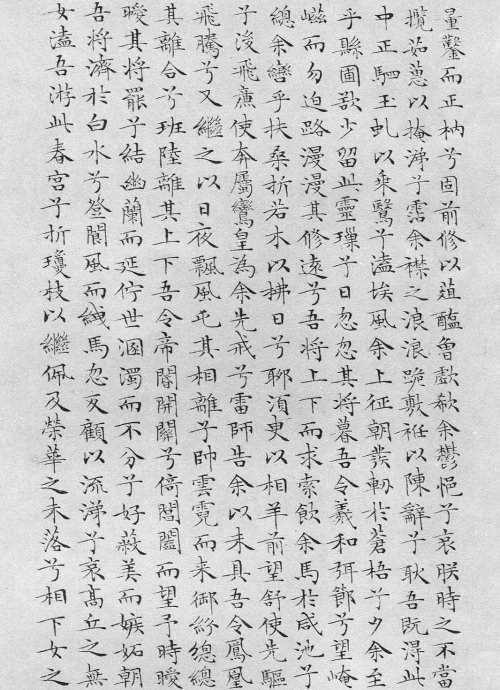 量鑿而正枘兮固前修以葅醢曾歔欷余鬱悒兮哀朕時之不當
攬茹蕙以掩涕兮霑余襟之浪浪跪敷衽以陳辭兮耿吾既得此
中正駟玉虬以乘鷖兮溘埃風余上征朝發軔於蒼梧兮夕余至
乎縣圃欲少留此靈瑣兮日忽忽其將暮吾令羲和弭節兮望崦
嵫而勿迫路漫漫其修遠兮吾將上下而求索飲余馬於咸池兮
總余轡乎扶桑折若木以拂日兮聊須臾以相羊前望舒使先驅
兮後飛廉使奔屬鸞皇為余先戒兮雷師告余以未具吾令鳳凰
飛騰兮又繼之以日夜飄風屯其相離兮帥雲霓而來御紛總總
其離合兮班陸離其上下吾令帝閽開關兮倚閶闔而望予時曖
曖其將罷兮結幽蘭而延佇世溷濁而不分兮好蔽美而嫉妬朝
吾將濟於白水兮登閬風而緤馬忽反顧以流涕兮哀高丘之無
女溘吾游此春宮兮折瓊枝以繼佩及榮華之未落兮相下女之